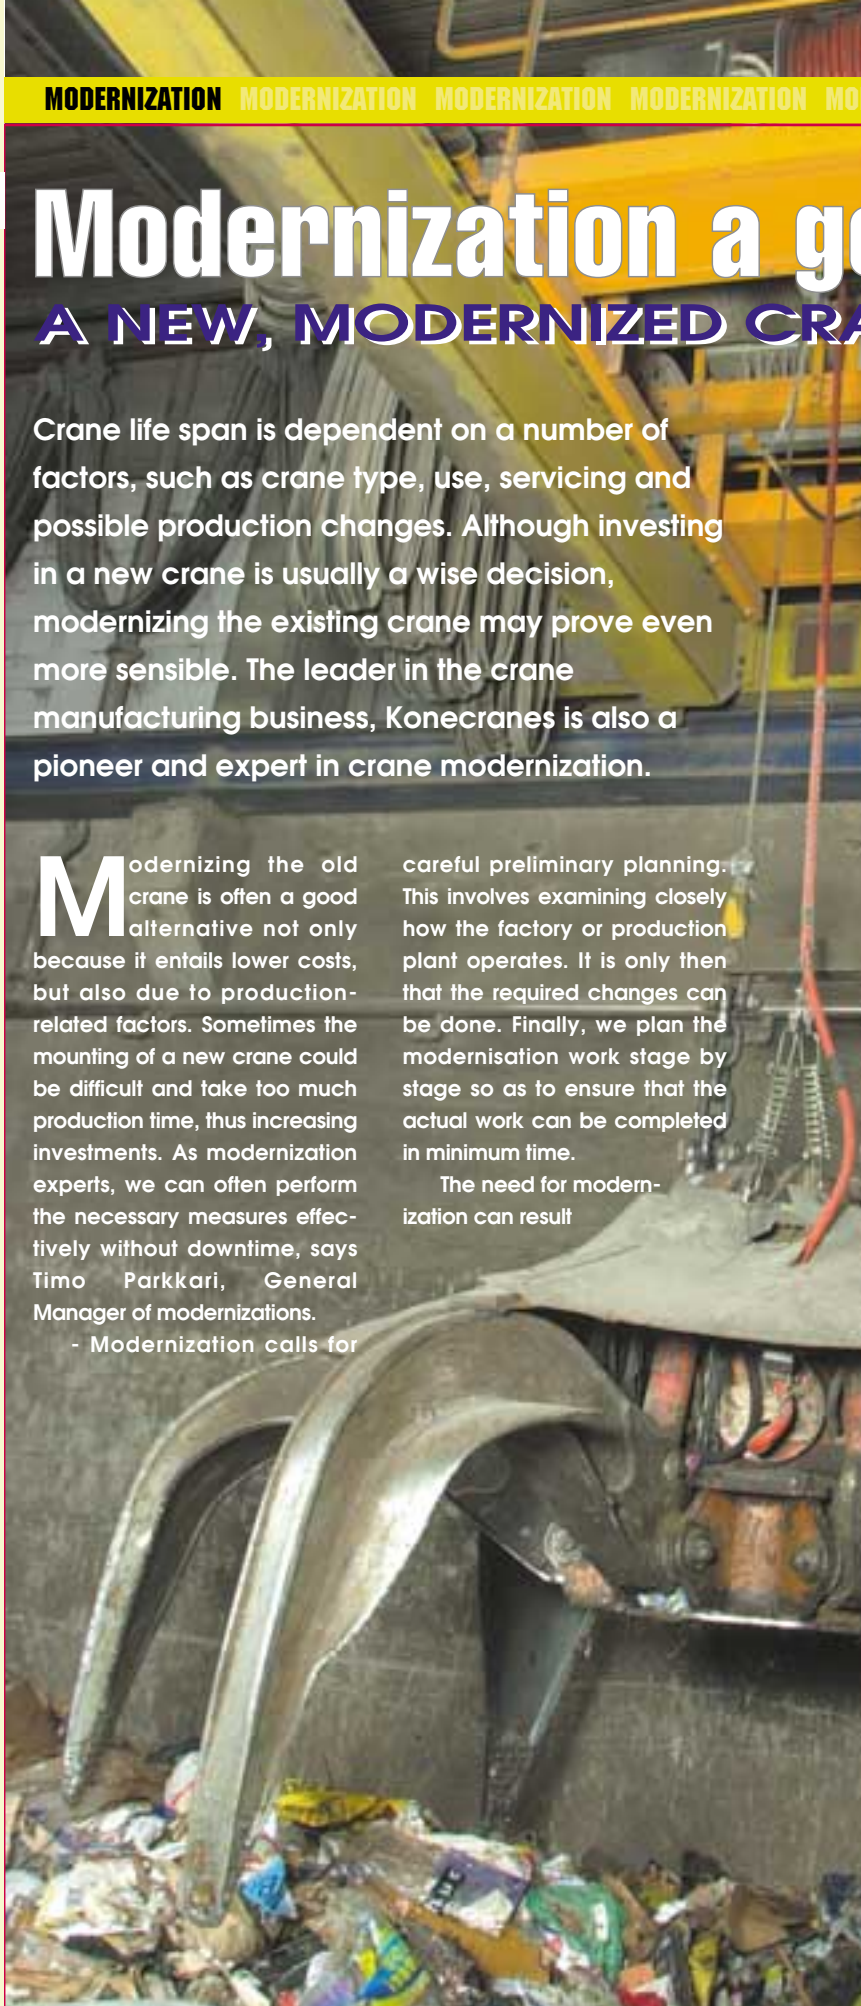 MODERNIZATION MODERNIZATION MODERNIZATION MODERNIZATION MO
Modernization a go
A NEW, MODERNIZED CRA
Crane life span is dependent on a number of
factors, such as crane type, use, servicing and
possible production changes. Although investing
in a new crane is usually a wise decision,
modernizing the existing crane may prove even
more sensible. The leader in the crane
manufacturing business, Konecranes is also a
pioneer and expert in crane modernization.
Modernizing the old
crane is often a good
alternative not only
because it entails lower costs,
but also due to production-
related factors. Sometimes the
mounting of a new crane could
be difficult and take too much
production time, thus increasing
investments. As modernization
experts, we can often perform
the necessary measures effec-
tively without downtime, says
Timo Parkkari, General
Manager of modernizations.
- Modernization calls for
careful preliminary planning.
This involves examining closely
how the factory or production
plant operates. It is only then
that the required changes can
be done. Finally, we plan the
modernisation work stage by
stage so as to ensure that the
actual work can be completed
in minimum time.
The need for modern-
ization can result